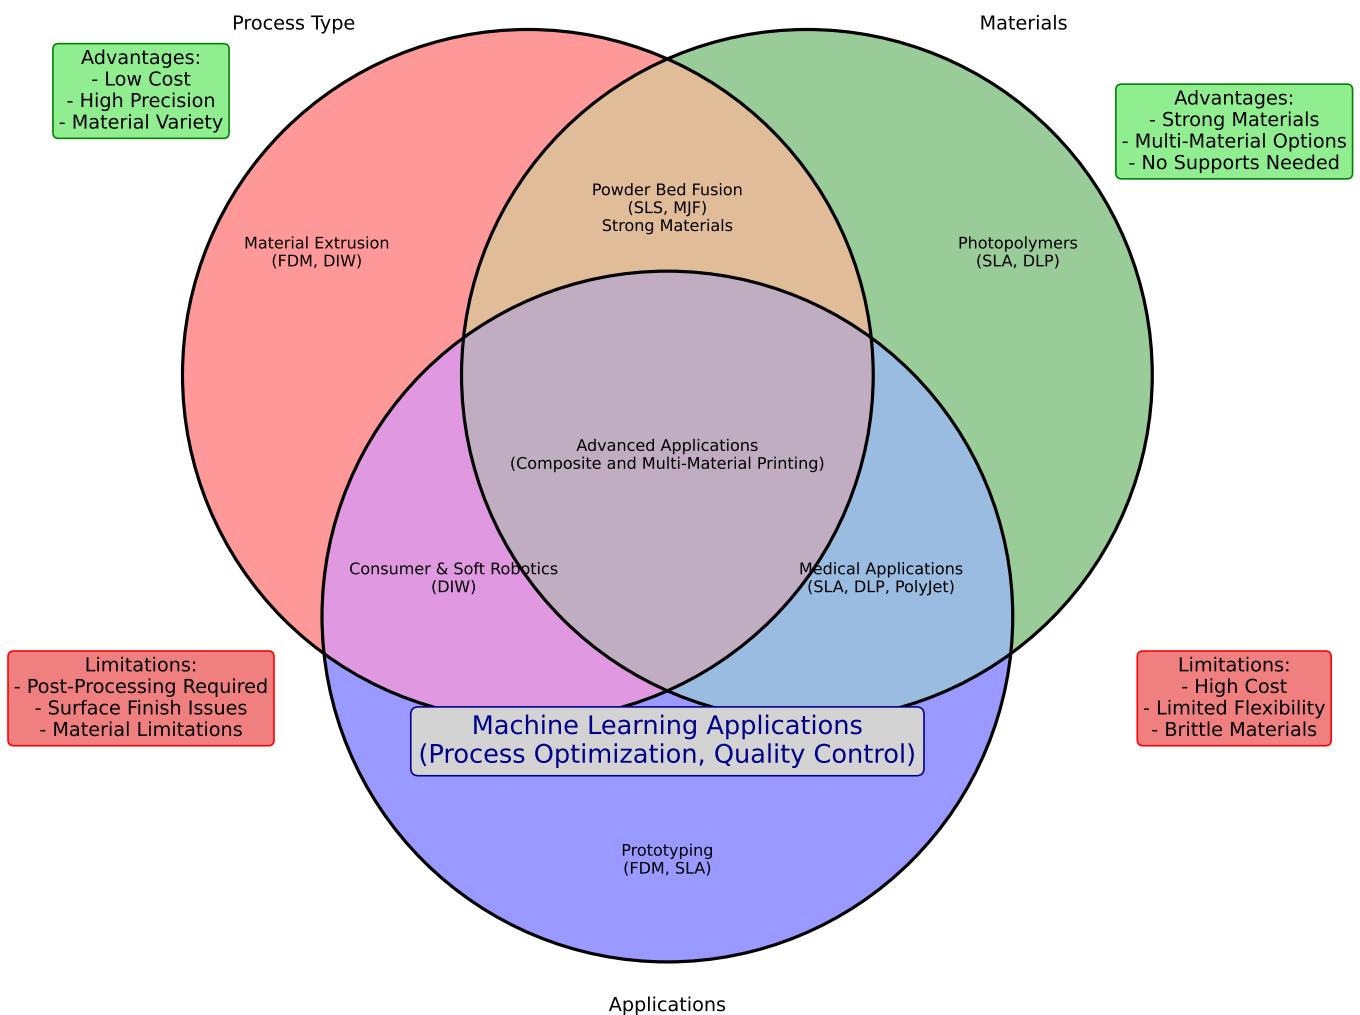 Process Type
Materials
Advantages:
- Low Cost
- High Precision
- Material Variety
Advantages:
- Strong Materials
- Multi-Material Options
- No Supports Needed
Powder Bed Fusion
(SLS, MJF)
Strong Materials
Material Extrusion
(FDM, DIW)
Photopolymers
(SLA, DLP)
Advanced Applications
(Composite and Multi-Material Printing)
Consumer & Soft Robotics
(DIW)
Medical Applications
(SLA, DLP, PolyJet)
Limitations:
- Post-Processing Required
- Surface Finish Issues
- Material Limitations
Limitations:
- High Cost
- Limited Flexibility
- Brittle Materials
Machine Learning Applications
(Process Optimization, Quality Control)
Prototyping
(FDM, SLA)
Applications